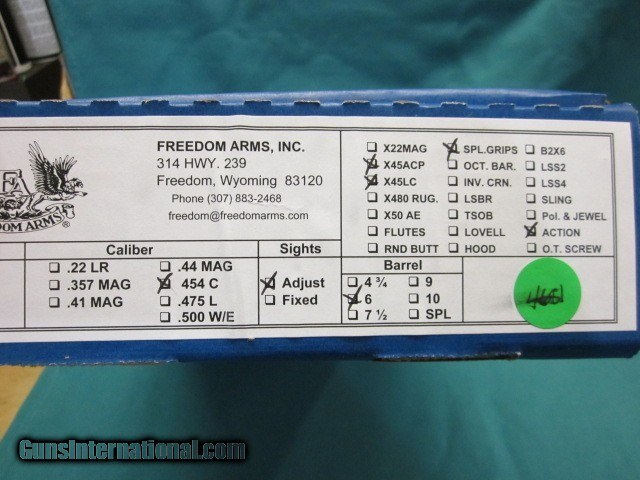 FREEDOM ARMS, INC.
314 HWY. 239
Freedom, Wyoming 83120
Phone (307) 883-2468
freedom@freedomarms.com
FA
DOM ARMS ®
X22MAG SPL.GRIPS B2X6
X45ACP OCT. BAR. LSS2
X45LC INV. CRN. LSS4
X480 RUG. LSBR SLING
X50 AE TSOB Pol. & JEWEL
FLUTES LOVELL ACTION
RND BUTT HOOD O.T. SCREW
Caliber Sights Barrel
.22 LR .44 MAG
.357 MAG 454 C Adjust 4 ¾ 9
.41 MAG .475 L Fixed 6 10
.500 W/E 7 ½ SPL
GunsInternational.com